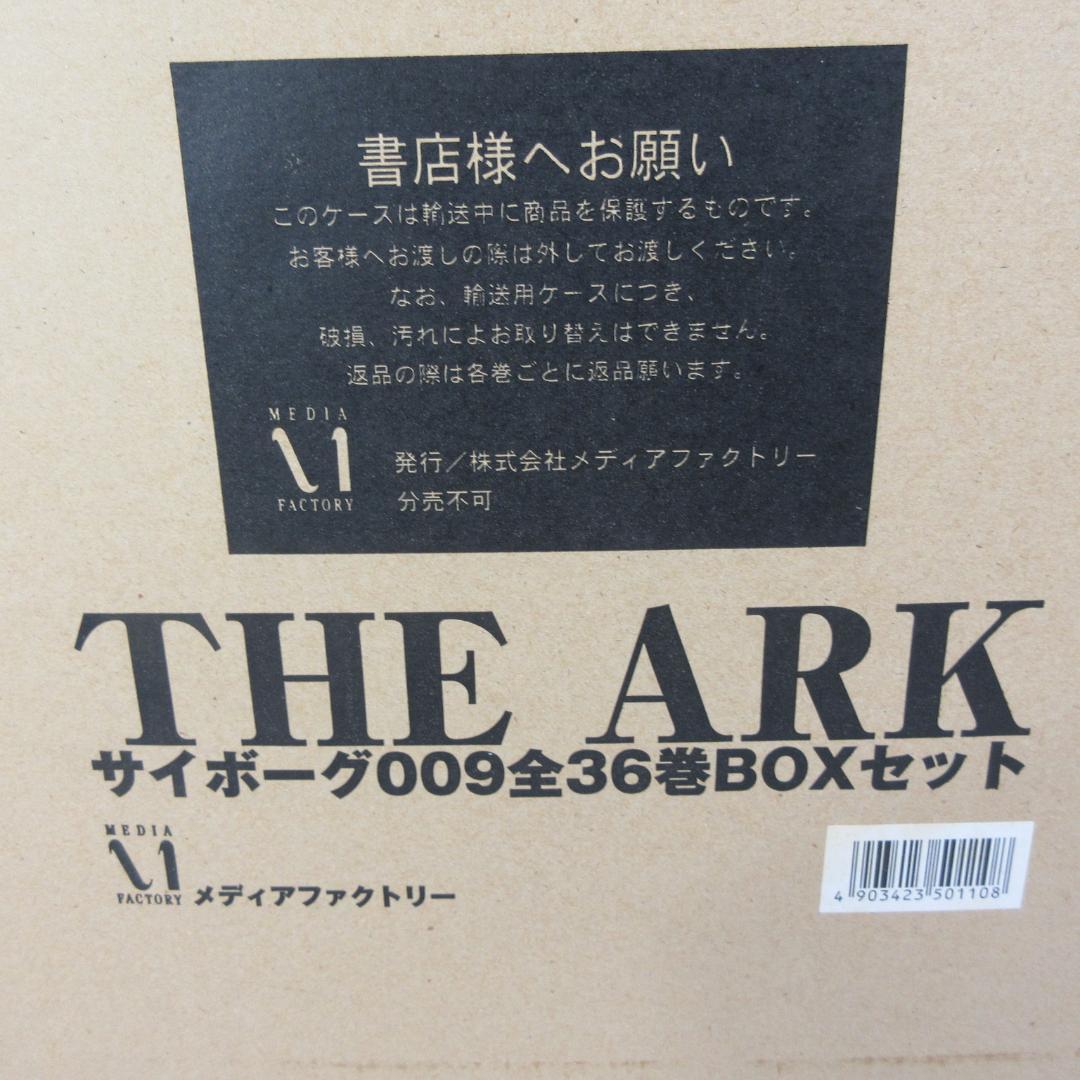 書店様へお願い
このケースは輸送中に商品を保護するものです。
お客様へお渡しの際は外してお渡しください。
なお、輸送用ケースにつき、
破損、汚れによお取り替えはできません。
返品の際は各巻ごとに返品願います。
MEDIA
FACTORY
発行／株式会社メディアファクトリー
分売不可
THE ARK
サイボーグ009全36巻BOXセット
MEDIA
FACTORY
メディアファクトリー
4 903423 501108